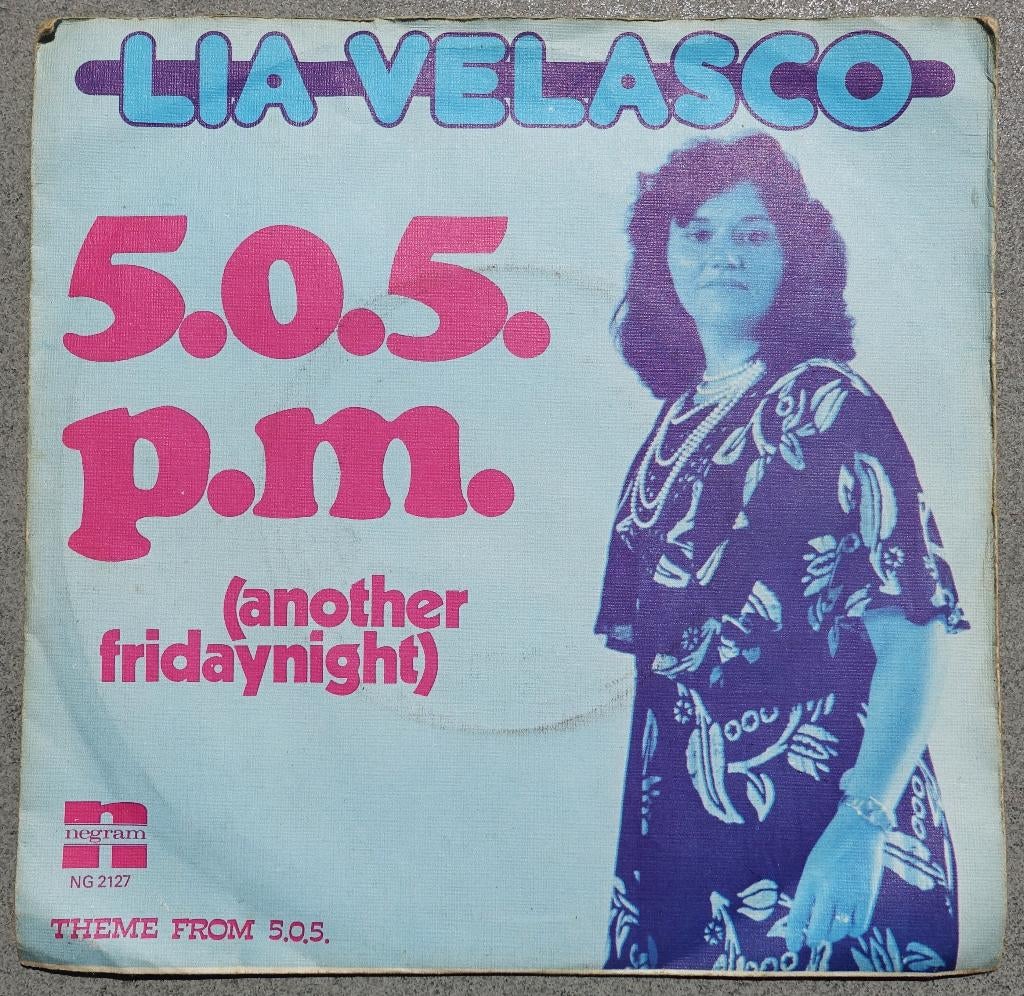 LIA VELASCO
5.0.5.
p.m.
(another
fridaynight)
n
negram
NG 2127
THEME FROM 5.0.5.